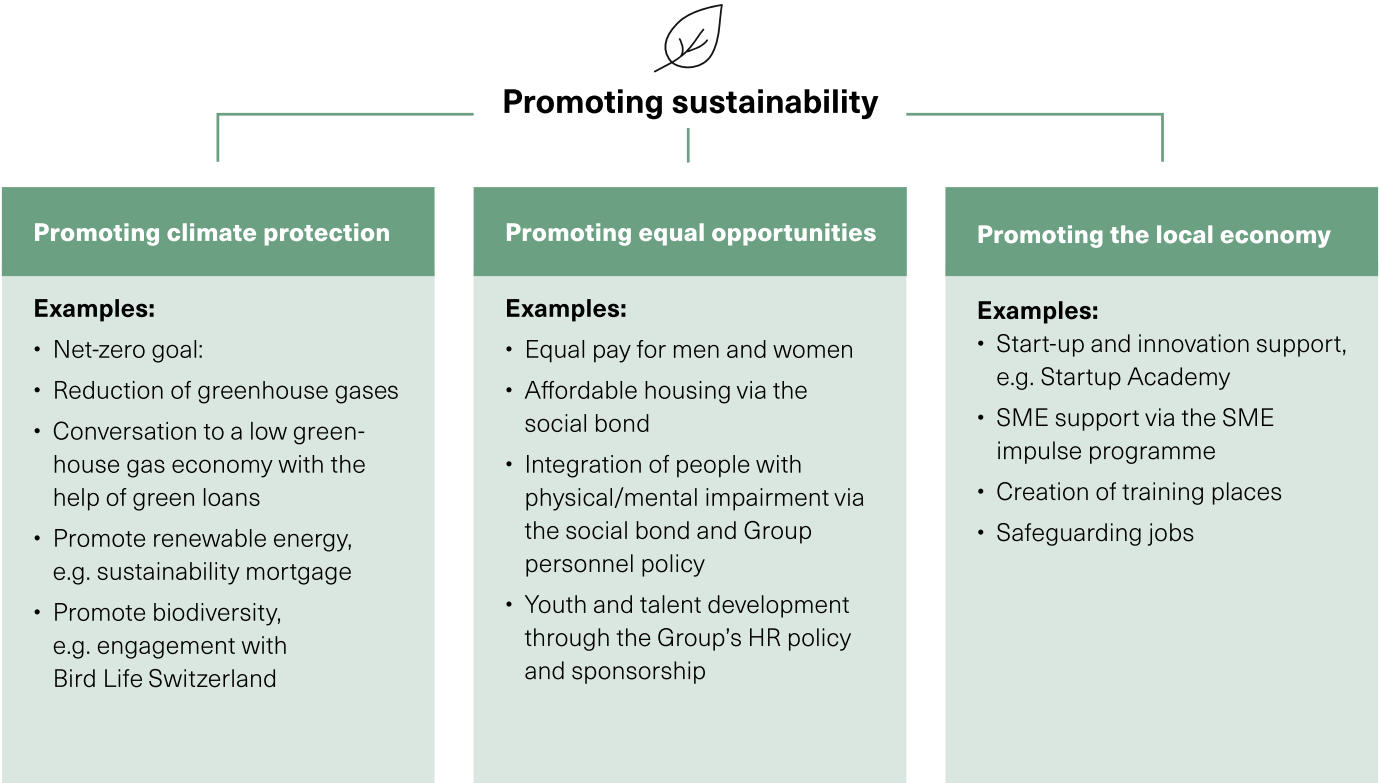 Promoting sustainability
Promoting climate protection
Examples:
• Net-zero goal:
• Reduction of greenhouse gases
• Conversation to a low green-
house gas economy with the
help of green loans
• Promote renewable energy,
e.g. sustainability mortgage
• Promote biodiversity,
e.g. engagement with
Bird Life Switzerland
Promoting equal opportunities
Examples:
• Equal pay for men and women
• Affordable housing via the
social bond
• Integration of people with
physical/mental impairment via
the social bond and Group
personnel policy
• Youth and talent development
through the Group’s HR policy
and sponsorship
Promoting the local economy
Examples:
• Start-up and innovation support,
e.g. Startup Academy
• SME support via the SME
impulse programme
• Creation of training places
• Safeguarding jobs